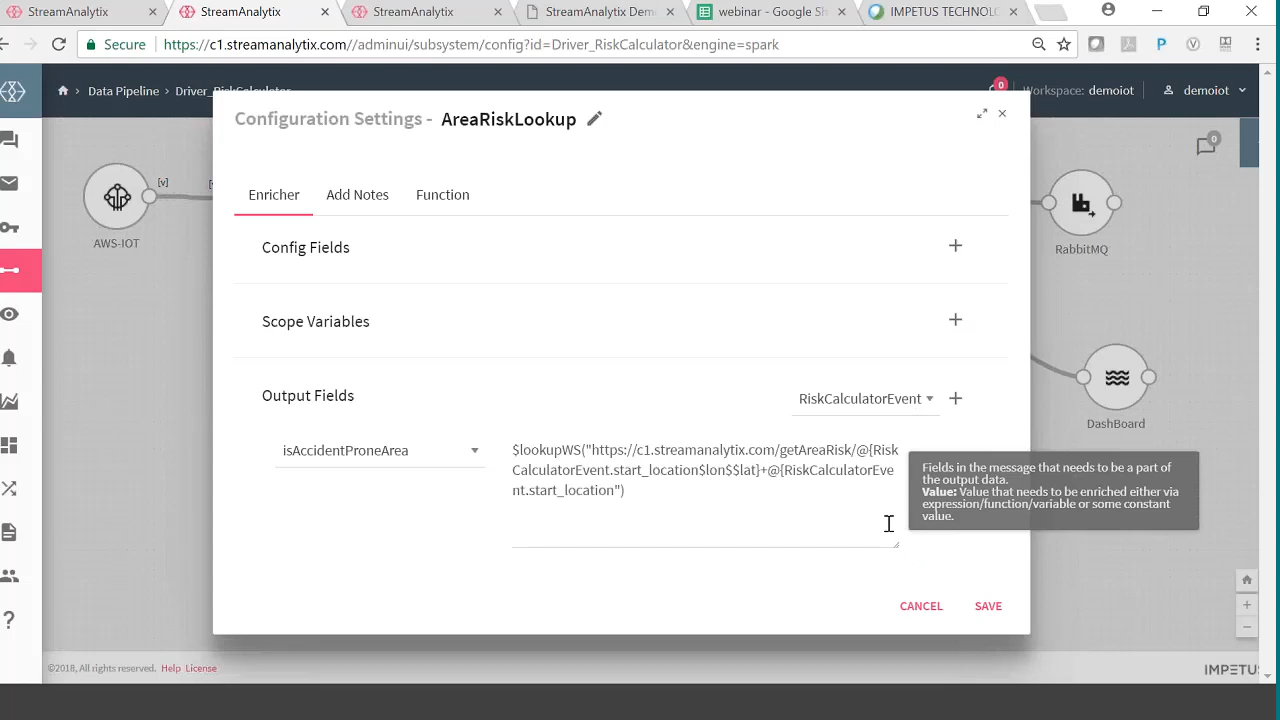 StreamAnalytix
StreamAnalytix
StreamAnalytix
StreamAnalytix Dem
webinar - Google Sh
IMPETUS TECHNOL
Secure
https://c1.streamanalytix.com//adminui/subsystem/config?id=Driver_RiskCalculator&engine=spark
Data Pipeline
Driver_RiskCalculator
0
Workspace: demoiot
demoiot
Configuration Settings - AreaRiskLookup
0
[v]
AWS-IOT
RabbitMQ
DashBoard
Enricher
Add Notes
Function
Config Fields
Scope Variables
Output Fields
RiskCalculatorEvent
isAccidentProneArea
$lookupWS("https://c1.streamanalytix.com/getAreaRisk/@{Risk
CalculatorEvent.start_location$lon$$lat}+@{RiskCalculatorEve
nt.start_location")
Fields in the message that needs to be a part of
the output data.
Value: Value that needs to be enriched either via
expression/function/variable or some constant
value.
CANCEL
SAVE
©2018, All rights reserved. Help License
IMPETUS